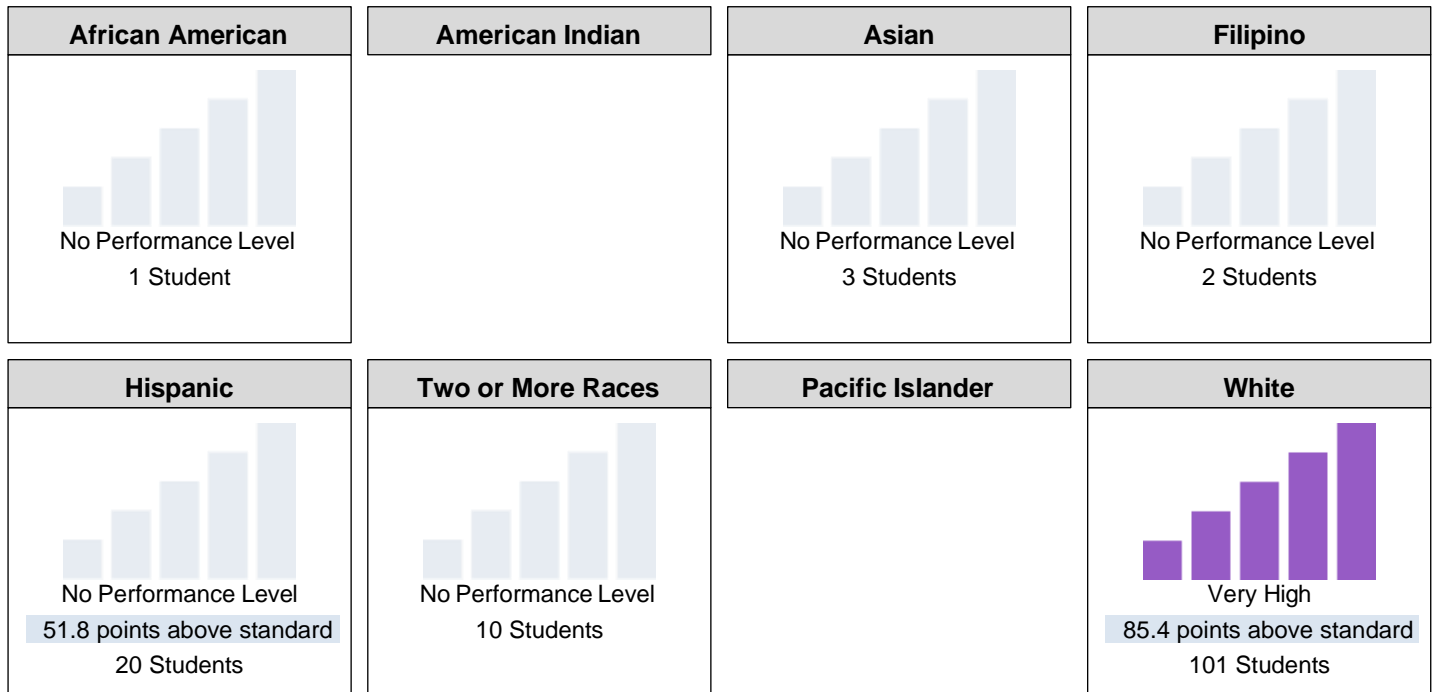 African American
No Performance Level
1 Student
American Indian
Asian
No Performance Level
3 Students
Filipino
No Performance Level
2 Students
Hispanic
No Performance Level
51.8 points above standard
20 Students
Two or More Races
No Performance Level
10 Students
Pacific Islander
White
Very High
85.4 points above standard
101 Students